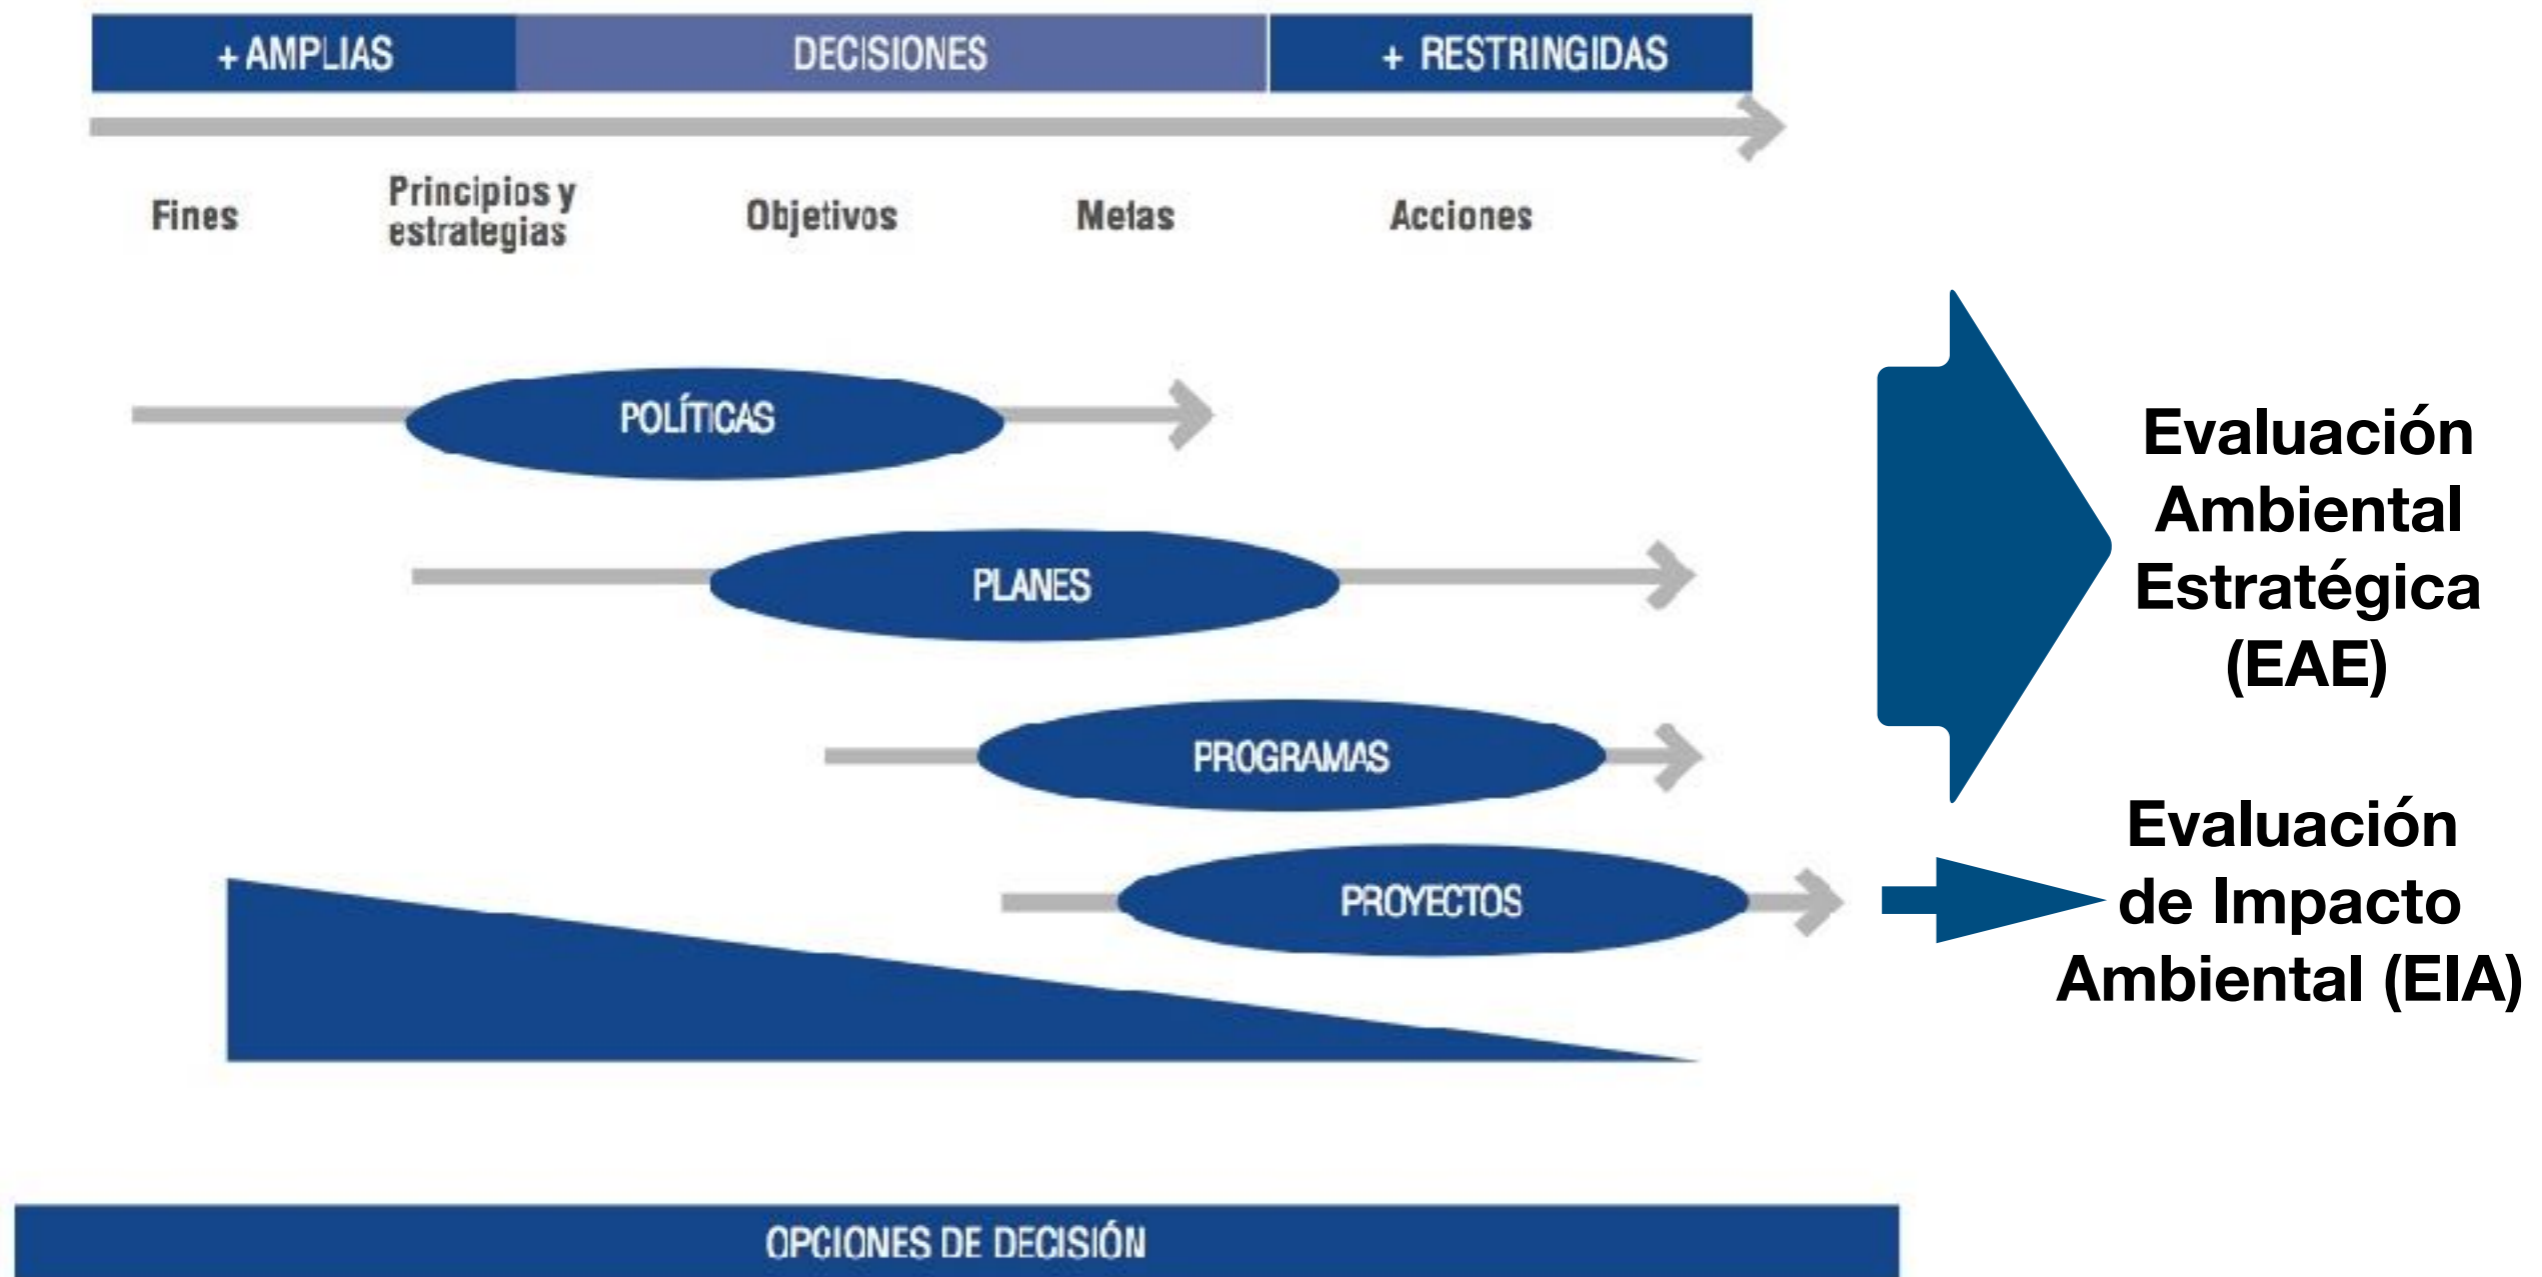 + AMPLIAS
DECISIONES
+ RESTRINGIDAS
Fines
Principios y
estrategias
Objetivos
Metas
Acciones
POLÍTICAS
PLANES
PROGRAMAS
PROYECTOS
Evaluación
Ambiental
Estratégica
(EAE)
Evaluación
de Impacto
Ambiental (EIA)
OPCIONES DE DECISIÓN